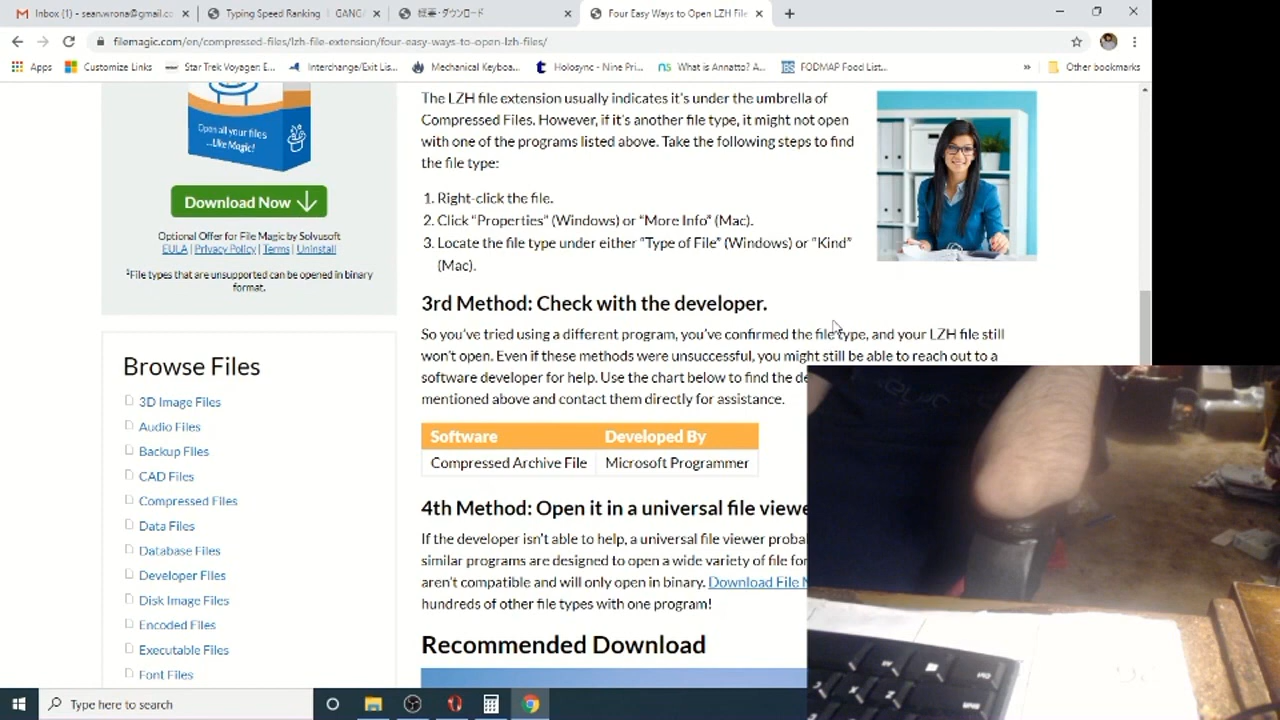 Inbox (1) - sean.wrona@gmail.cc
Typing Speed Ranking | GANG
概要・ダウンロード
Four Easy Ways to Open LZH File
filemagic.com/en/compressed-files/lzh-file-extension/four-easy-ways-to-open-lzh-files/
Apps
Customize Links
Star Trek Voyager: E...
Interchange/Exit Lis...
Mechanical Keyboa...
Holosync - Nine Pri...
What is Annatto? A...
FODMAP Food List...
»
Other bookmarks
Open all your files
...Like Magic!
Download Now
Optional Offer for File Magic by Solvusoft
EULA | Privacy Policy | Terms | Uninstall
¹File types that are unsupported can be opened in binary
format.
Browse Files
3D Image Files
Audio Files
Backup Files
CAD Files
Compressed Files
Data Files
Database Files
Developer Files
Disk Image Files
Encoded Files
Executable Files
Font Files
The LZH file extension usually indicates it's under the umbrella of
Compressed Files. However, if it's another file type, it might not open
with one of the programs listed above. Take the following steps to find
the file type:
1. Right-click the file.
2. Click “Properties” (Windows) or “More Info” (Mac).
3. Locate the file type under either “Type of File” (Windows) or “Kind”
(Mac).
3rd Method: Check with the developer.
So you've tried using a different program, you've confirmed the file type, and your LZH file still
won't open. Even if these methods were unsuccessful, you might still be able to reach out to a
software developer for help. Use the chart below to find the de
mentioned above and contact them directly for assistance.
Software Developed By
Compressed Archive File Microsoft Programmer
4th Method: Open it in a universal file viewe
If the developer isn't able to help, a universal file viewer probal
similar programs are designed to open a wide variety of file for
aren't compatible and will only open in binary. Download File
hundreds of other file types with one program!
Recommended Download
Type here to search